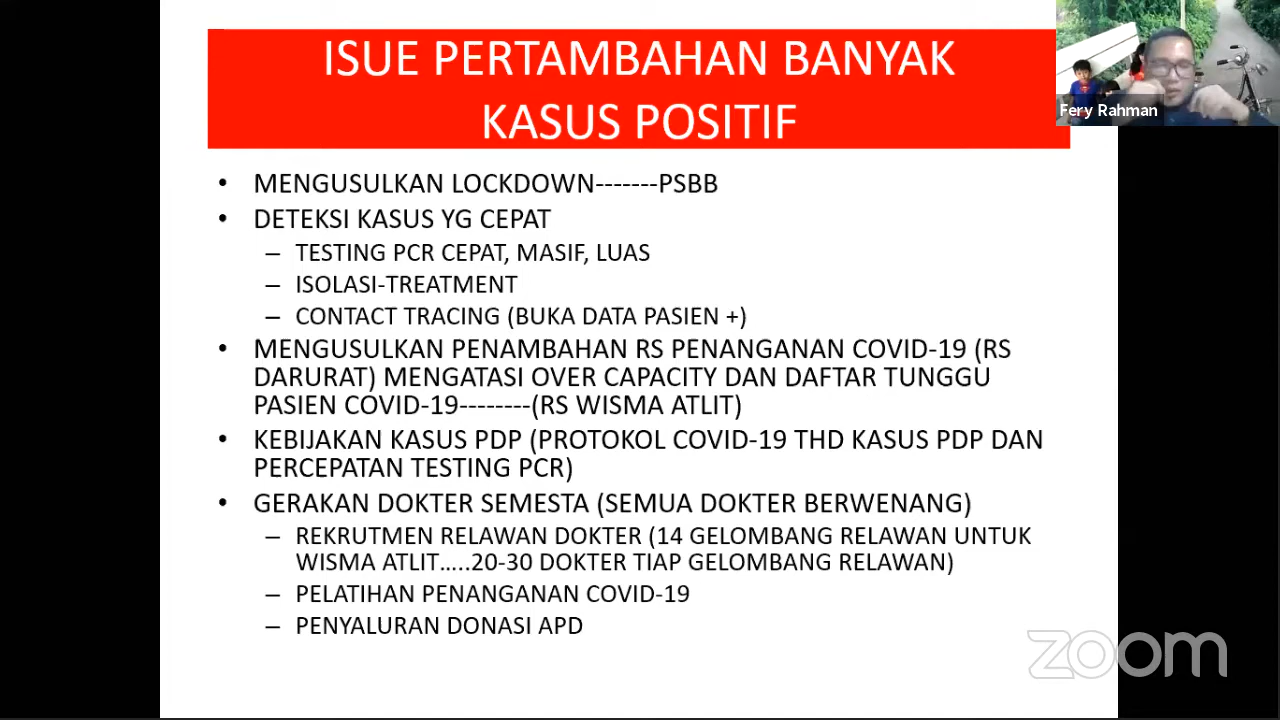 ISUE PERTAMBAHAN BANYAK
KASUS POSITIF
Fery Rahman
• MENGUSULKAN LOCKDOWN-------PSBB
• DETEKSI KASUS YG CEPAT
– TESTING PCR CEPAT, MASIF, LUAS
– ISOLASI-TREATMENT
– CONTACT TRACING (BUKA DATA PASIEN +)
• MENGUSULKAN PENAMBAHAN RS PENANGANAN COVID-19 (RS
DARURAT) MENGATASI OVER CAPACITY DAN DAFTAR TUNGGU
PASIEN COVID-19--------(RS WISMA ATLIT)
• KEBIJAKAN KASUS PDP (PROTOKOL COVID-19 THD KASUS PDP DAN
PERCEPATAN TESTING PCR)
• GERAKAN DOKTER SEMESTA (SEMUA DOKTER BERWENANG)
– REKRUTMEN RELAWAN DOKTER (14 GELOMBANG RELAWAN UNTUK
WISMA ATLIT…..20-30 DOKTER TIAP GELOMBANG RELAWAN)
– PELATIHAN PENANGANAN COVID-19
– PENYALURAN DONASI APD
zoom